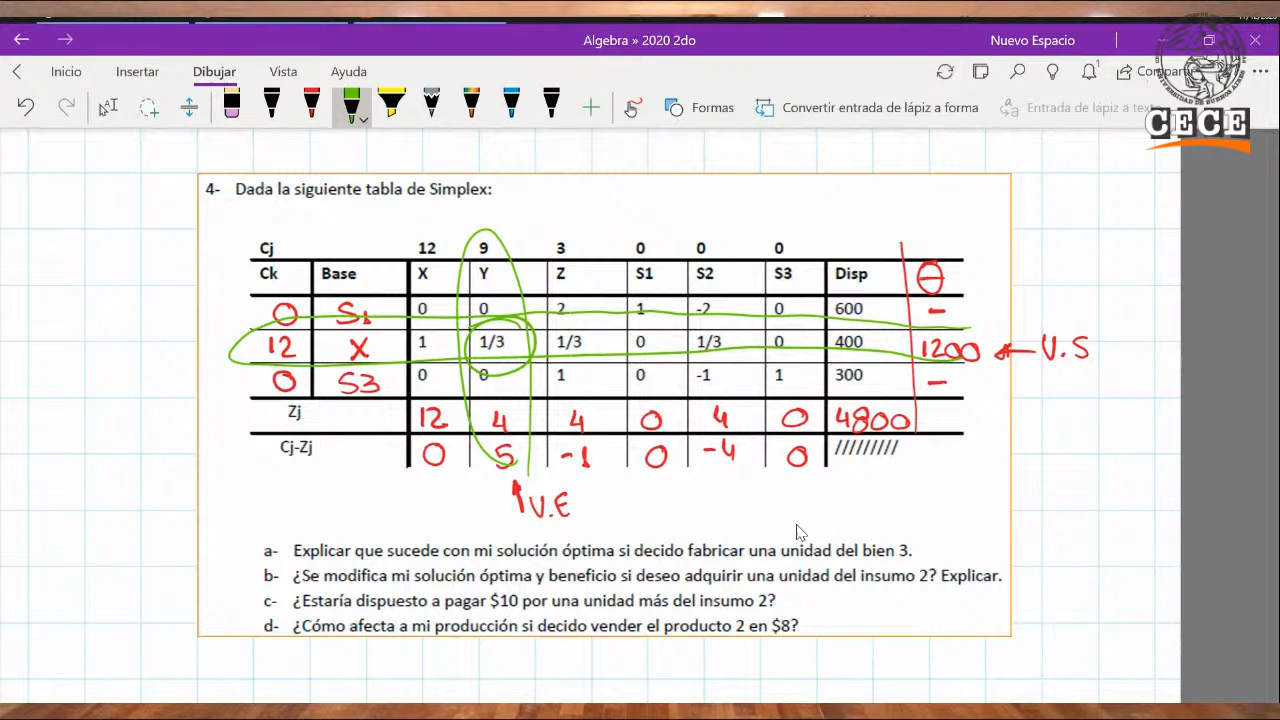 Algebra » 2020 2do
Nuevo Espacio
Inicio
Insertar
Dibujar
Vista
Ayuda
Formas
Convertir entrada de lápiz a forma
CECE
4- Dada la siguiente tabla de Simplex:
Cj 12 9 3 0 0 0
Ck Base X Y Z S1 S2 S3 Disp θ
0 S1 0 0 2 1 -2 0 600 -
12 X 1 1/3 1/3 0 1/3 0 400 1200 ← V.S
0 S3 0 0 1 0 -1 1 300 -
Zj 12 4 4 0 4 0 4800
Cj-Zj 0 5 -1 0 -4 0 /////////
↑ V.E
a- Explicar que sucede con mi solución óptima si decido fabricar una unidad del bien 3.
b- ¿Se modifica mi solución óptima y beneficio si deseo adquirir una unidad del insumo 2? Explicar.
c- ¿Estaría dispuesto a pagar $10 por una unidad más del insumo 2?
d- ¿Cómo afecta a mi producción si decido vender el producto 2 en $8?